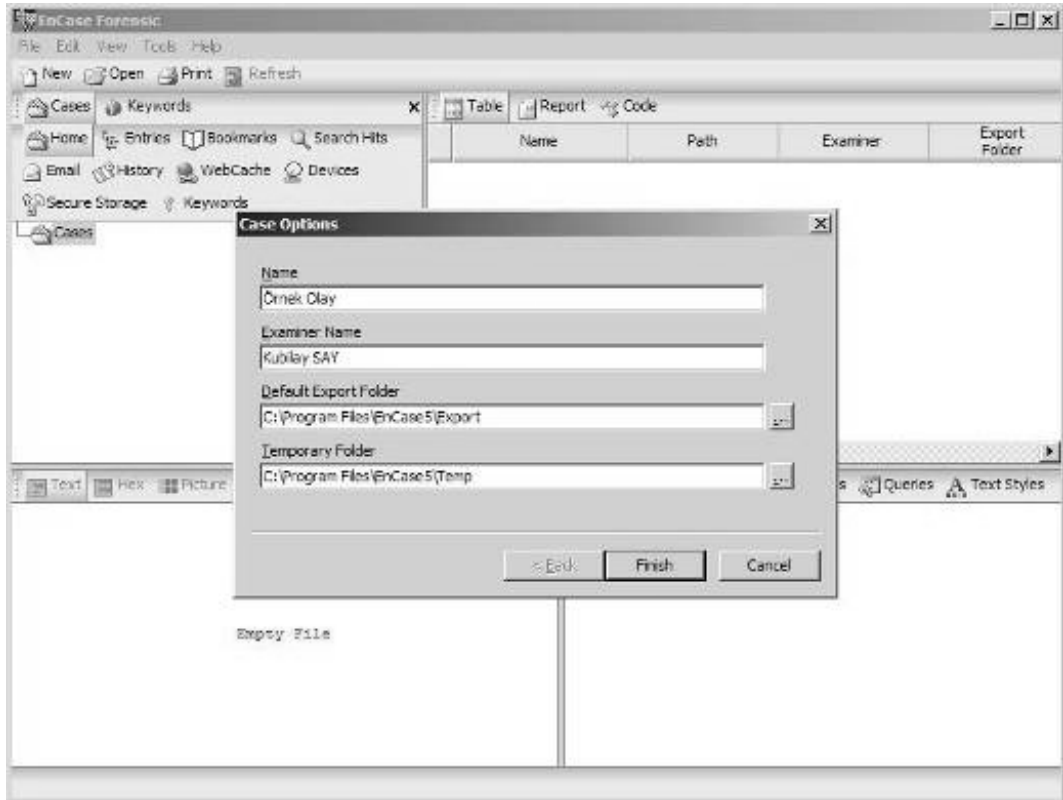 EnCase Forensic
File Edit View Tools Help
New Open Print Refresh
Cases Keywords
Table Report Code
Home Entries Bookmarks Search Hits
Name Path Examiner Export Folder
Email History WebCache Devices
Secure Storage Keywords
Cases
Case Options
Name
Örnek Olay
Examiner Name
Kubilay SAY
Default Export Folder
C:\Program Files\EnCase5\Export
...
Temporary Folder
C:\Program Files\EnCase5\Temp
...
Text Hex Picture
s Queries Text Styles
< Back Finish Cancel
Empty File